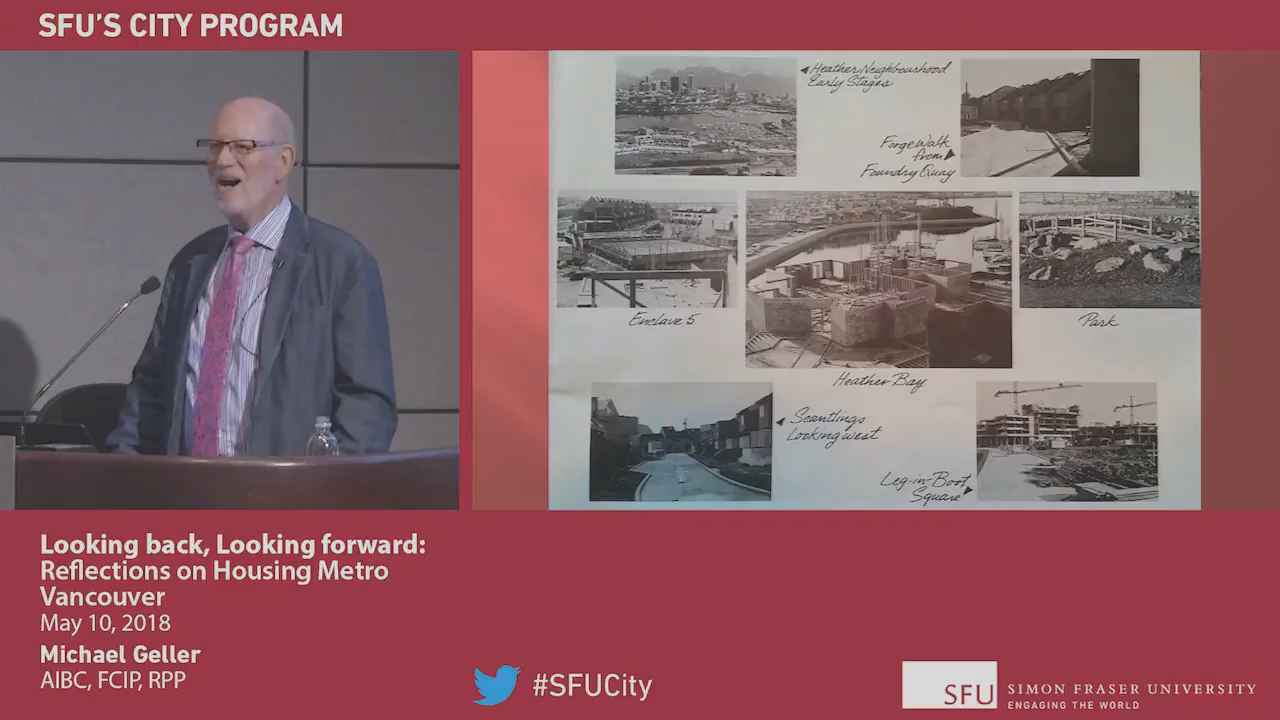 SFU'S CITY PROGRAM
Heather Neighbourhood
Early Stages
Forge Walk
from
Foundry Quay
Enclave 5
Park
Heather Bay
Scantlings
Looking west
Leg-in-Boot
Square
Looking back, Looking forward:
Reflections on Housing Metro
Vancouver
May 10, 2018
Michael Geller
AIBC, FCIP, RPP
#SFUCity
SFU
SIMON FRASER UNIVERSITY
ENGAGING THE WORLD